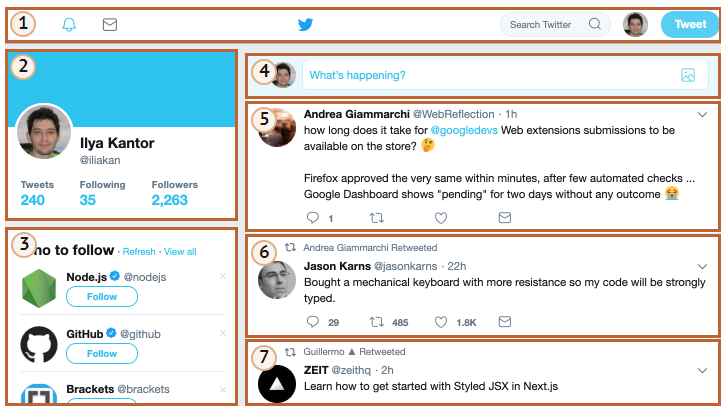 1
Search Twitter
Tweet
2
Ilya Kantor
@iliakan
Tweets Following Followers
240 35 2,263
3
ho to follow · Refresh · View all
Node.js @nodejs ×
Follow
GitHub @github ×
Follow
Brackets @brackets ×
4
What's happening?
5
Andrea Giammarchi @WebReflection · 1h
how long does it take for @googledevs Web extensions submissions to be
available on the store? 🤔
Firefox approved the very same within minutes, after few automated checks ...
Google Dashboard shows "pending" for two days without any outcome 😭
1
6
Andrea Giammarchi Retweeted
Jason Karns @jasonkarns · 22h
Bought a mechanical keyboard with more resistance so my code will be strongly
typed.
29 485 1.8K
7
Guillermo ▲ Retweeted
ZEIT @zeithq · 2h
Learn how to get started with Styled JSX in Next.js